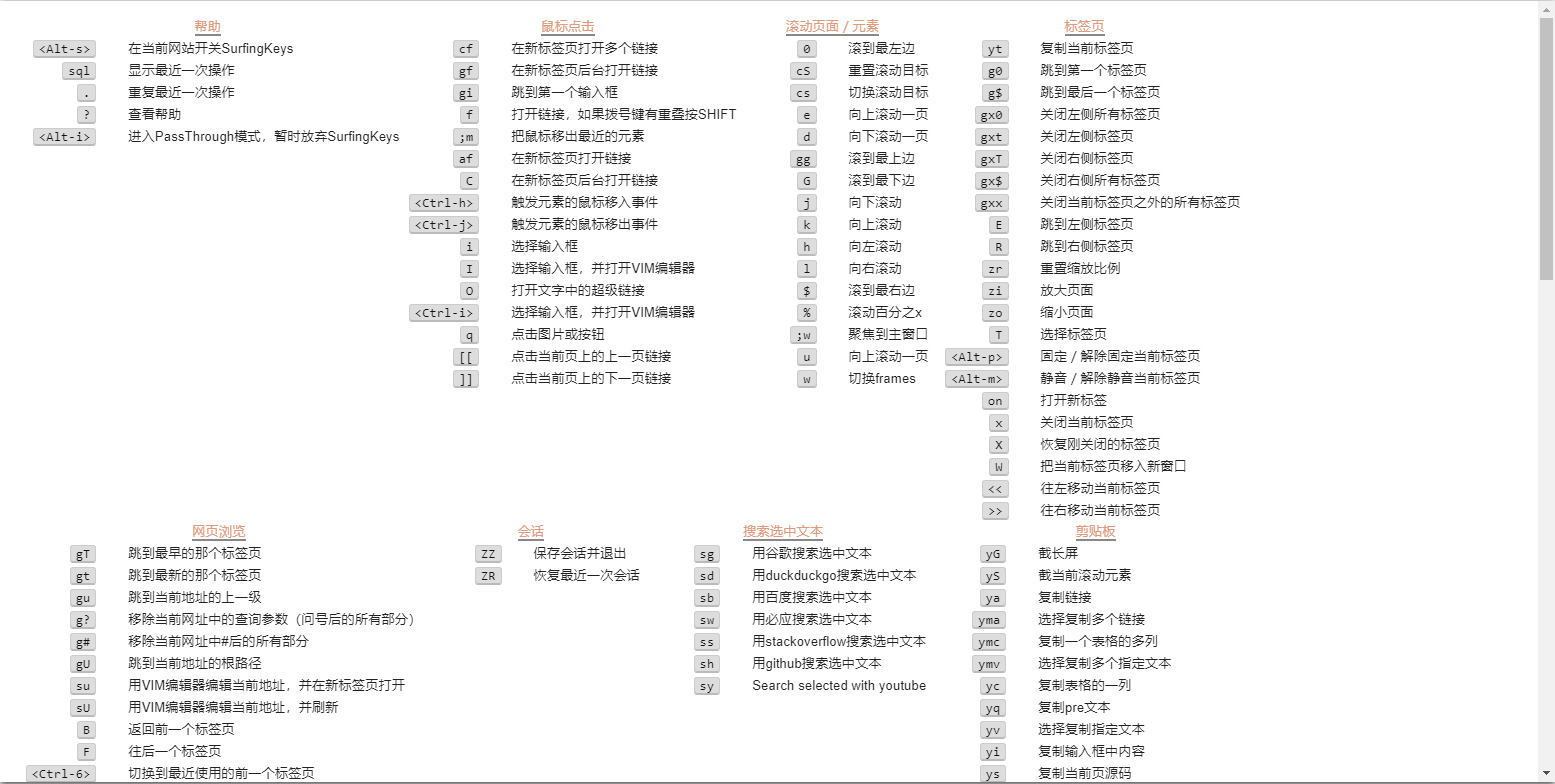 帮助
<Alt-s> 在当前网站开关SurfingKeys
sql 显示最近一次操作
. 重复最近一次操作
? 查看帮助
<Alt-i> 进入PassThrough模式，暂时放弃SurfingKeys
鼠标点击
cf 在新标签页打开多个链接
gf 在新标签页后台打开链接
gi 跳到第一个输入框
f 打开链接，如果拨号键有重叠按SHIFT
;m 把鼠标移出最近的元素
af 在新标签页打开链接
C 在新标签页后台打开链接
<Ctrl-h> 触发元素的鼠标移入事件
<Ctrl-j> 触发元素的鼠标移出事件
i 选择输入框
I 选择输入框，并打开VIM编辑器
O 打开文字中的超级链接
<Ctrl-i> 选择输入框，并打开VIM编辑器
q 点击图片或按钮
[[ 点击当前页上的上一页链接
]] 点击当前页上的下一页链接
滚动页面 / 元素
0 滚到最左边
cS 重置滚动目标
cs 切换滚动目标
e 向上滚动一页
d 向下滚动一页
gg 滚到最上边
G 滚到最下边
j 向下滚动
k 向上滚动
h 向左滚动
l 向右滚动
$ 滚到最右边
% 滚动百分之x
;w 聚焦到主窗口
u 向上滚动一页
w 切换frames
标签页
yt 复制当前标签页
g0 跳到第一个标签页
g$ 跳到最后一个标签页
gx0 关闭左侧所有标签页
gxt 关闭左侧标签页
gxT 关闭右侧标签页
gx$ 关闭右侧所有标签页
gxx 关闭当前标签页之外的所有标签页
E 跳到左侧标签页
R 跳到右侧标签页
zr 重置缩放比例
zi 放大页面
zo 缩小页面
T 选择标签页
<Alt-p> 固定 / 解除固定当前标签页
<Alt-m> 静音 / 解除静音当前标签页
on 打开新标签
x 关闭当前标签页
X 恢复刚关闭的标签页
W 把当前标签页移入新窗口
<< 往左移动当前标签页
>> 往右移动当前标签页
网页浏览
gT 跳到最早的那个标签页
gt 跳到最新的那个标签页
gu 跳到当前地址的上一级
g? 移除当前网址中的查询参数（问号后的所有部分）
g# 移除当前网址中#后的所有部分
gU 跳到当前地址的根路径
su 用VIM编辑器编辑当前地址，并在新标签页打开
sU 用VIM编辑器编辑当前地址，并刷新
B 返回前一个标签页
F 往后一个标签页
<Ctrl-6> 切换到最近使用的前一个标签页
会话
ZZ 保存会话并退出
ZR 恢复最近一次会话
搜索选中文本
sg 用谷歌搜索选中文本
sd 用duckduckgo搜索选中文本
sb 用百度搜索选中文本
sw 用必应搜索选中文本
ss 用stackoverflow搜索选中文本
sh 用github搜索选中文本
sy Search selected with youtube
剪贴板
yG 截长屏
yS 截当前滚动元素
ya 复制链接
yma 选择复制多个链接
ymc 复制一个表格的多列
ymv 选择复制多个指定文本
yc 复制表格的一列
yq 复制pre文本
yv 选择复制指定文本
yi 复制输入框中内容
ys 复制当前页源码